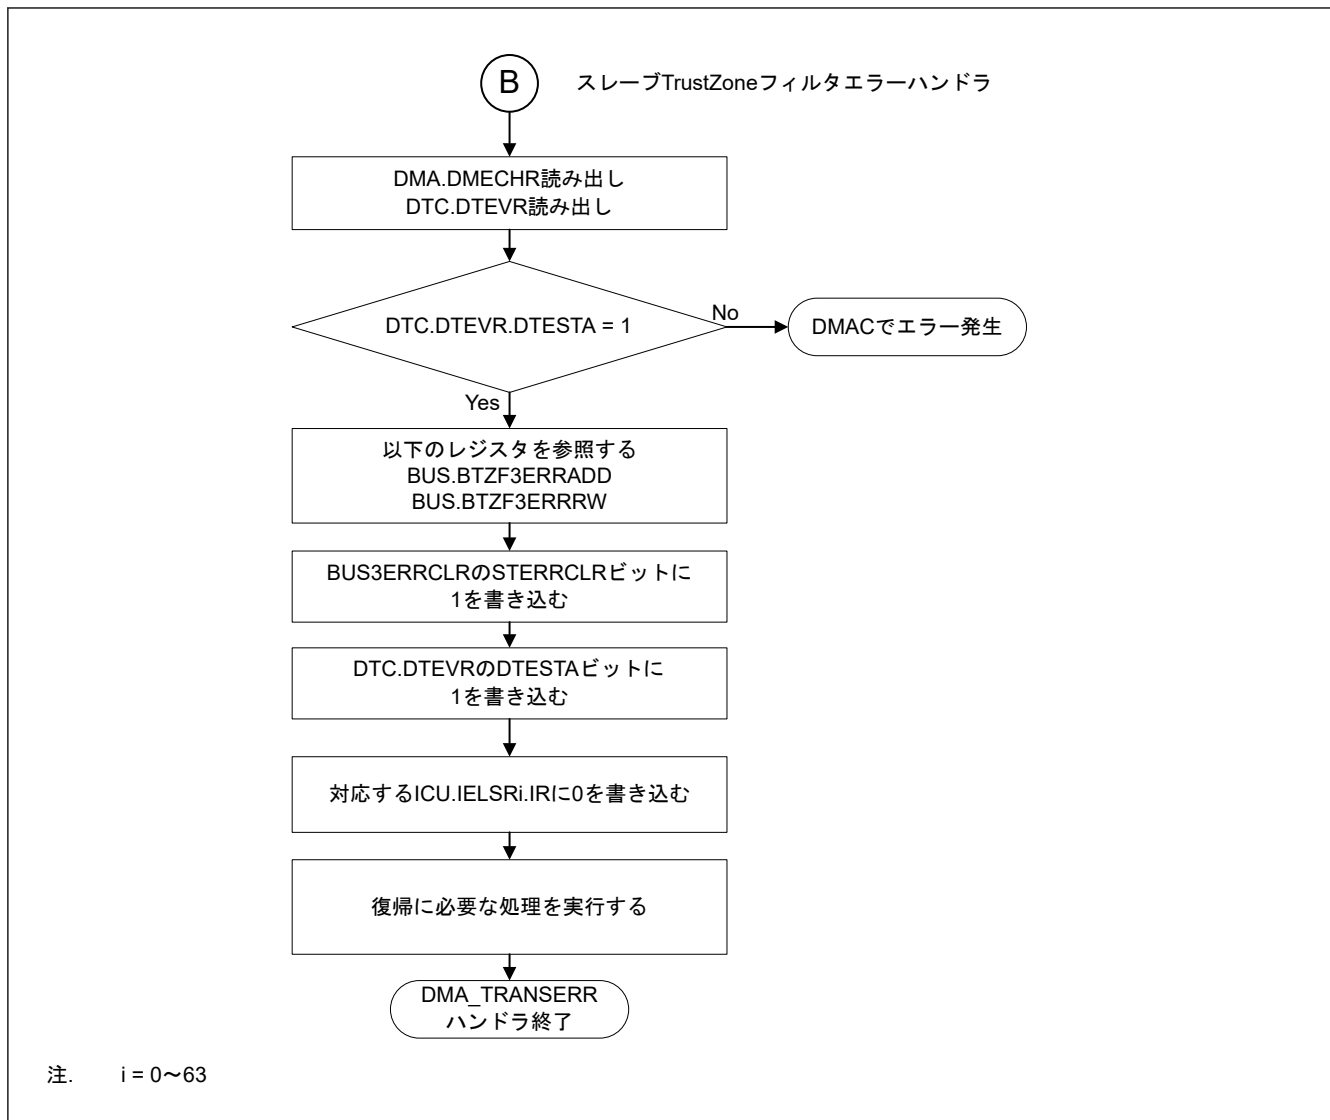 B
スレーブTrustZoneフィルタエラーハンドラ
DMA.DMECHR読み出し
DTC.DTEVR読み出し
DTC.DTEVR.DTESTA = 1
No
DMACでエラー発生
Yes
以下のレジスタを参照する
BUS.BTZF3ERRADD
BUS.BTZF3ERRRW
BUS3ERRCLRのSTERRCLRビットに
1を書き込む
DTC.DTEVRのDTESTAビットに
1を書き込む
対応するICU.IELSRi.IRに0を書き込む
復帰に必要な処理を実行する
DMA_TRANSERR
ハンドラ終了
注. i = 0～63